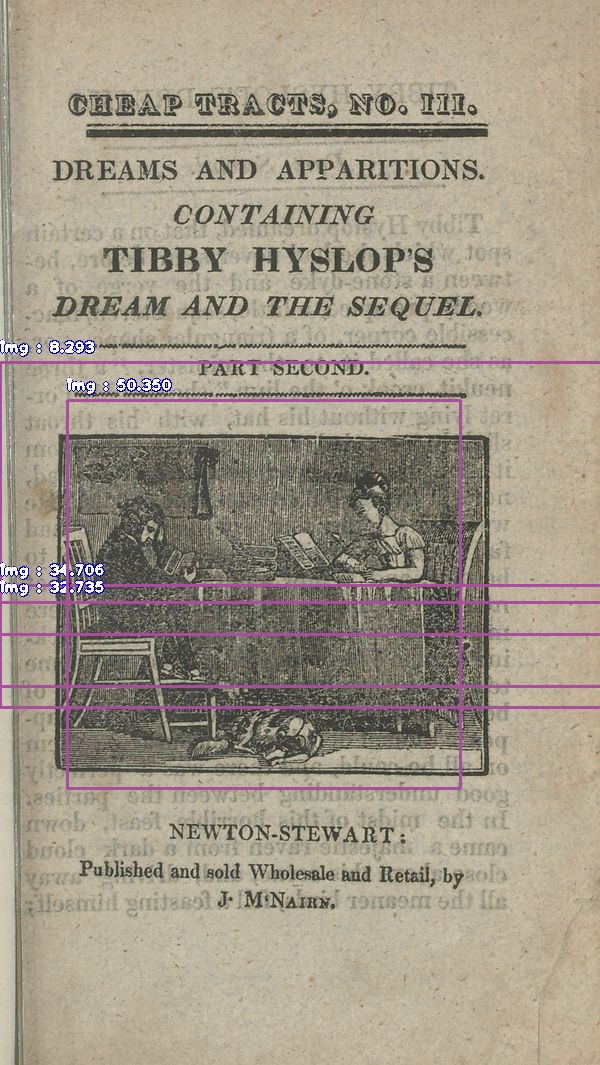 CHEAP TRACTS, NO. III.
DREAMS AND APPARITIONS.
CONTAINING
TIBBY HYSLOP'S
DREAM AND THE SEQUEL.
img : 8.293
PART SECOND.
img : 50.350
img : 34.706
img : 32.735
NEWTON-STEWART:
Published and sold Wholesale and Retail, by
J. M'NAIRN.